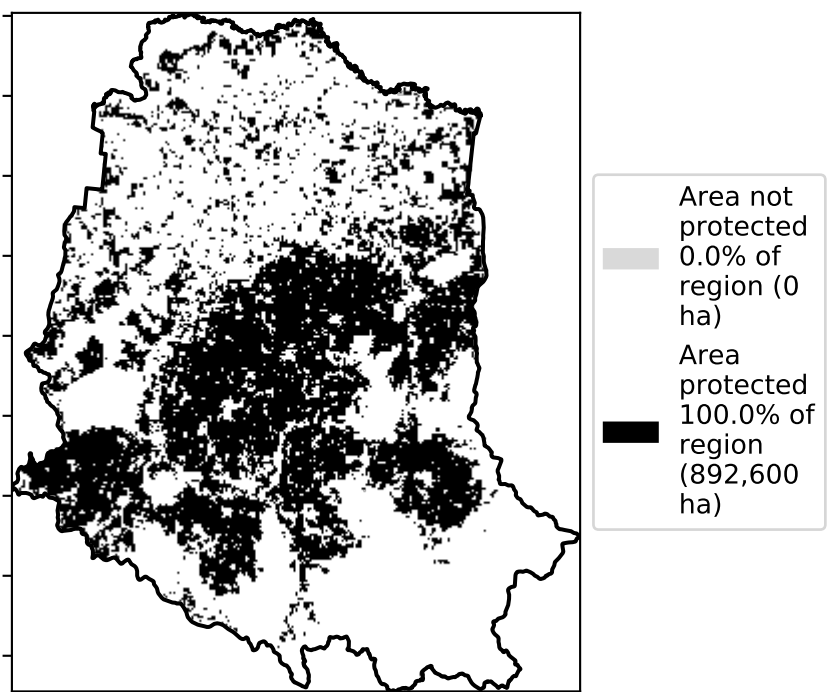 Area not
protected
0.0% of
region (0
ha)
Area
protected
100.0% of
region
(892,600
ha)